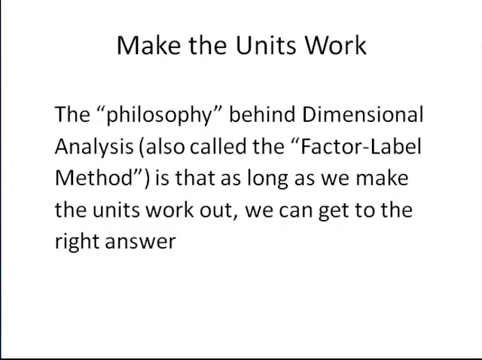 Make the Units Work
The “philosophy” behind Dimensional
Analysis (also called the “Factor-Label
Method”) is that as long as we make
the units work out, we can get to the
right answer